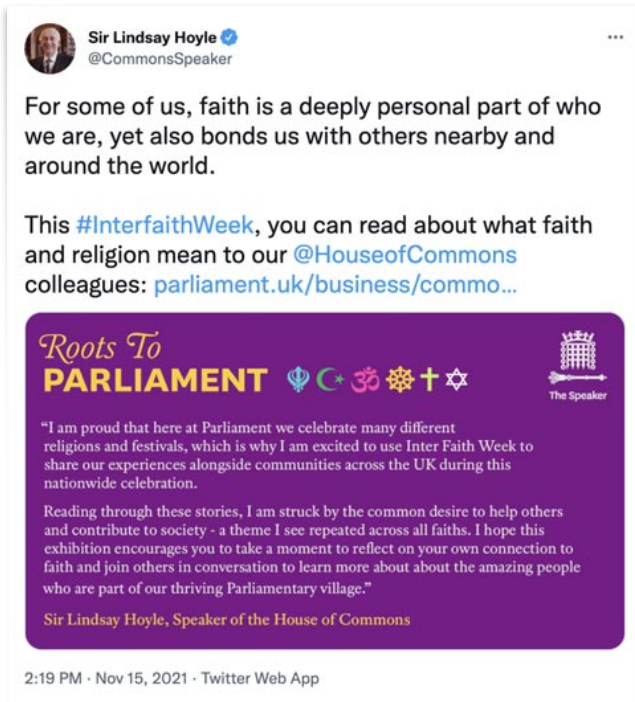 Sir Lindsay Hoyle
@CommonsSpeaker
For some of us, faith is a deeply personal part of who
we are, yet also bonds us with others nearby and
around the world.
This #InterfaithWeek, you can read about what faith
and religion mean to our @HouseofCommons
colleagues: parliament.uk/business/commo...
Roots To
PARLIAMENT
The Speaker
“I am proud that here at Parliament we celebrate many different
religions and festivals, which is why I am excited to use Inter Faith Week to
share our experiences alongside communities across the UK during this
nationwide celebration.
Reading through these stories, I am struck by the common desire to help others
and contribute to society - a theme I see repeated across all faiths. I hope this
exhibition encourages you to take a moment to reflect on your own connection to
faith and join others in conversation to learn more about about the amazing people
who are part of our thriving Parliamentary village.”
Sir Lindsay Hoyle, Speaker of the House of Commons
2:19 PM · Nov 15, 2021 · Twitter Web App